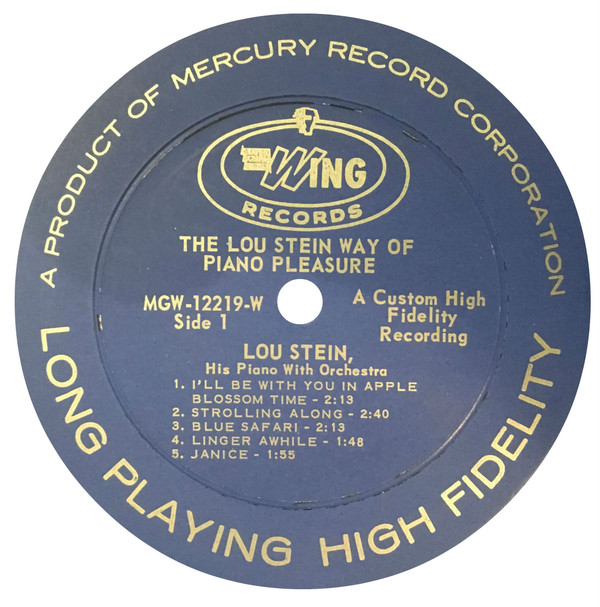 A PRODUCT OF MERCURY RECORD CORPORATION
WING
RECORDS
THE LOU STEIN WAY OF
PIANO PLEASURE
MGW-12219-W
Side 1
A Custom High
Fidelity
Recording
LOU STEIN,
His Piano With Orchestra
1. I'LL BE WITH YOU IN APPLE
BLOSSOM TIME - 2:13
2. STROLLING ALONG - 2:40
3. BLUE SAFARI - 2:13
4. LINGER AWHILE - 1:48
5. JANICE - 1:55
LONG PLAYING HIGH FIDELITY